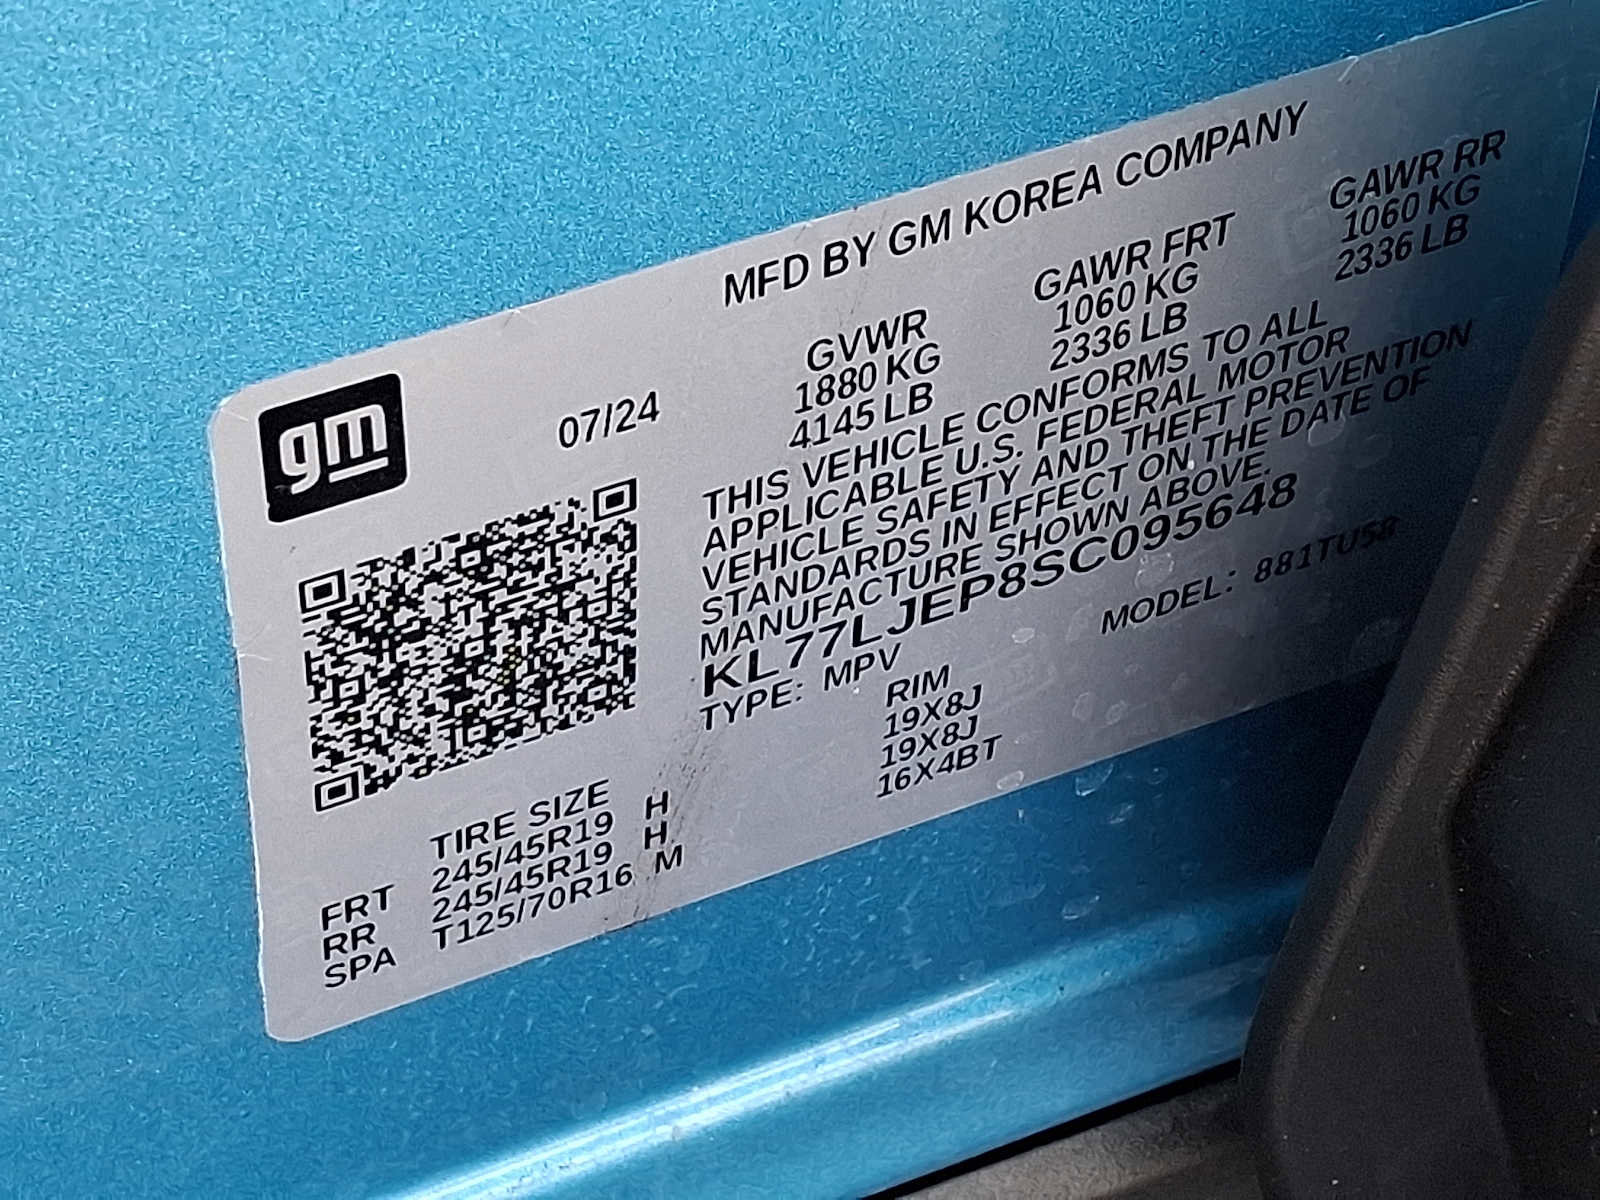 MFD BY GM KOREA COMPANY
gm
07/24
GVWR GAWR FRT GAWR RR
1880 KG 1060 KG 1060 KG
4145 LB 2336 LB 2336 LB
THIS VEHICLE CONFORMS TO ALL
APPLICABLE U.S. FEDERAL MOTOR
VEHICLE SAFETY AND THEFT PREVENTION
STANDARDS IN EFFECT ON THE DATE OF
MANUFACTURE SHOWN ABOVE.
KL77LJEP8SC095648
TYPE: MPV MODEL: 881TU58
TIRE SIZE RIM
FRT 245/45R19 H 19X8J
RR 245/45R19 H 19X8J
SPA T125/70R16 M 16X4BT